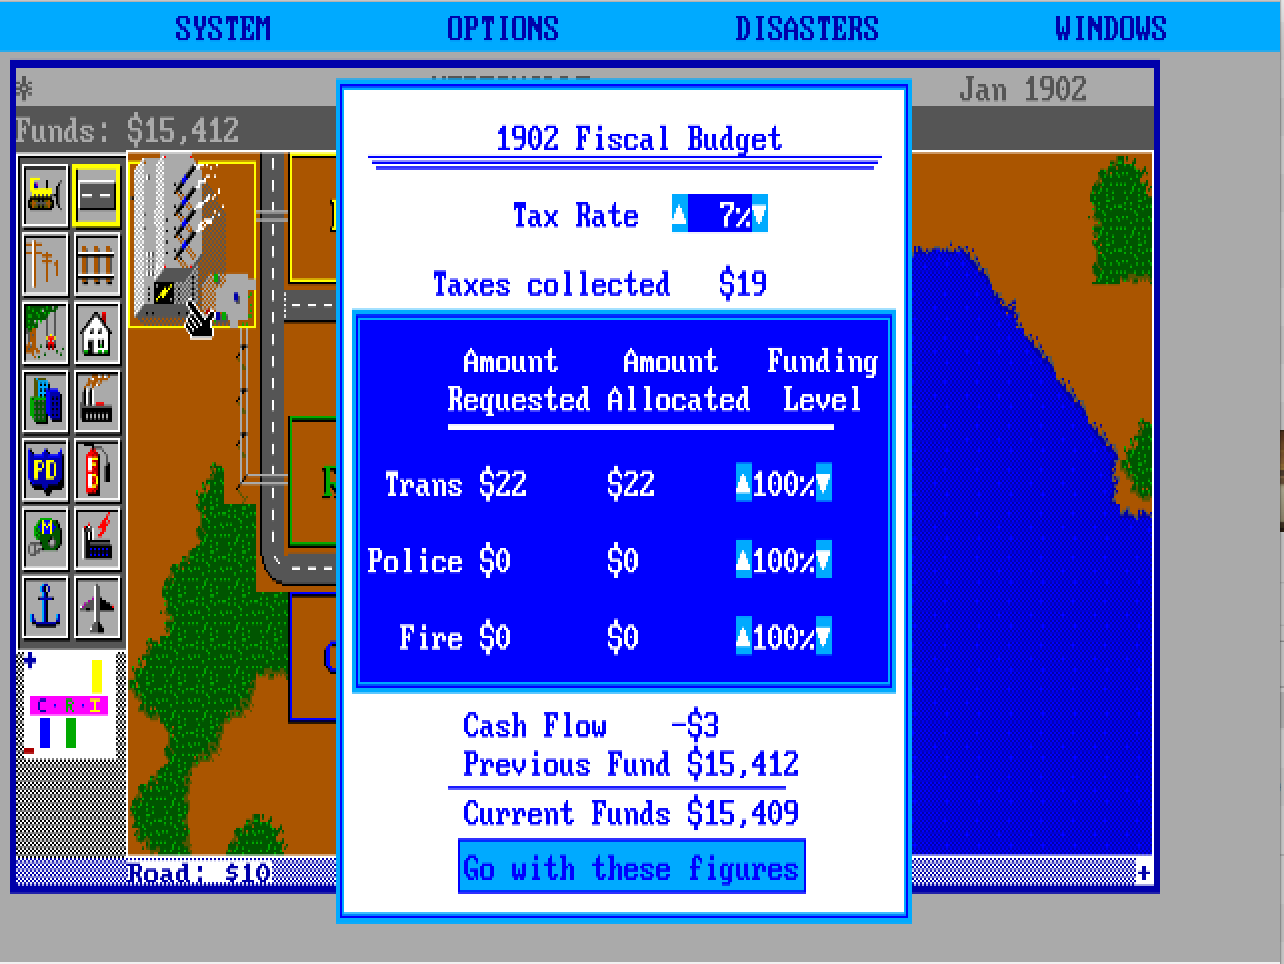 SYSTEM OPTIONS DISASTERS WINDOWS
Jan 1902
Funds: $15,412
1902 Fiscal Budget
Tax Rate 7%
Taxes collected $19
Amount Amount Funding
Requested Allocated Level
Trans $22 $22 100%
Police $0 $0 100%
Fire $0 $0 100%
PD
FD
M
C·R·I
Cash Flow -$3
Previous Fund $15,412
Current Funds $15,409
Go with these figures
Road: $10